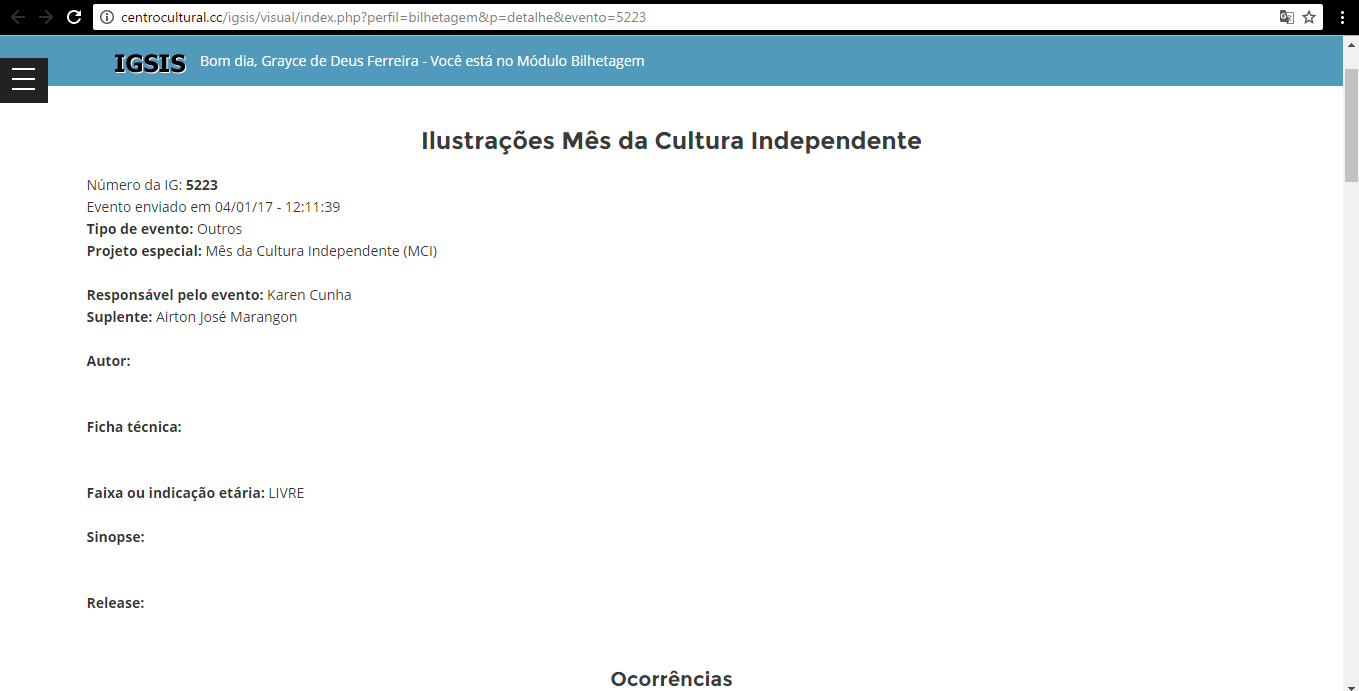 centrocultural.cc/igsis/visual/index.php?perfil=bilhetagem&p=detalhe&evento=5223
IGSIS Bom dia, Grayce de Deus Ferreira - Você está no Módulo Bilhetagem
Ilustrações Mês da Cultura Independente
Número da IG: 5223
Evento enviado em 04/01/17 - 12:11:39
Tipo de evento: Outros
Projeto especial: Mês da Cultura Independente (MCI)
Responsável pelo evento: Karen Cunha
Suplente: Airton José Marangon
Autor:
Ficha técnica:
Faixa ou indicação etária: LIVRE
Sinopse:
Release:
Ocorrências